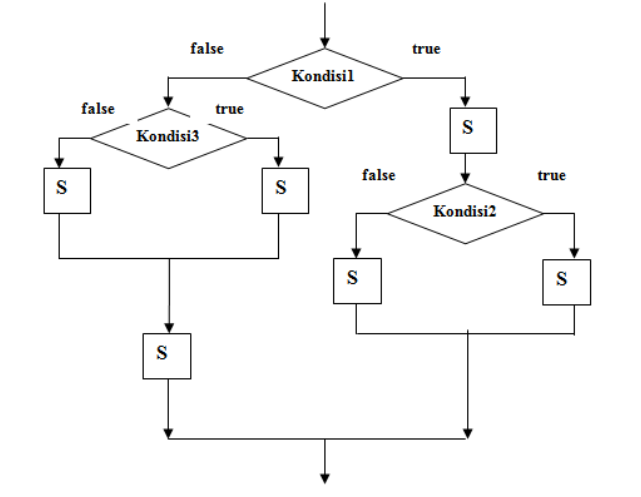 false
true
Kondisi1
false
true
S
Kondisi3
false
true
S
S
Kondisi2
S
S
S